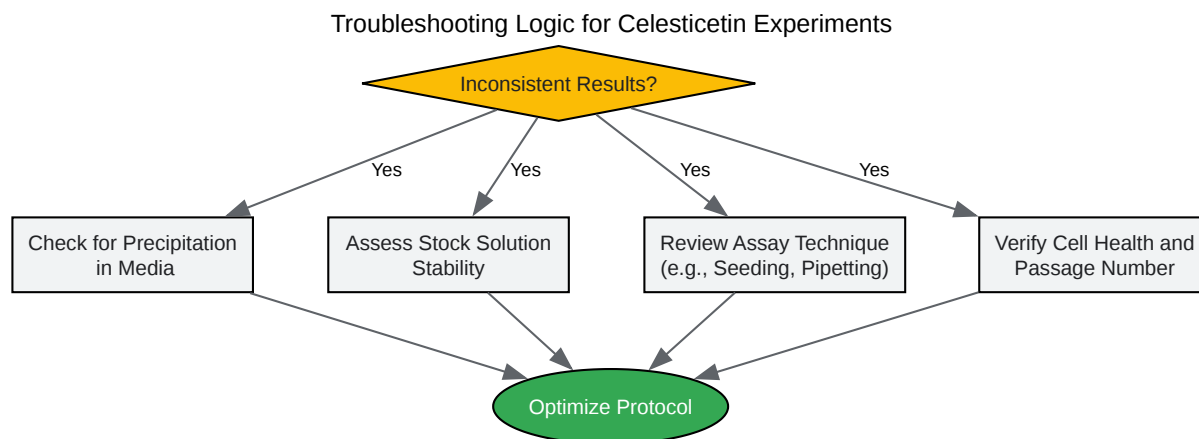 Troubleshooting Logic for Celesticetin Experiments
Inconsistent Results?
Yes
Yes
Yes
Yes
Check for Precipitation
in Media
Assess Stock Solution
Stability
Review Assay Technique
(e.g., Seeding, Pipetting)
Verify Cell Health and
Passage Number
Optimize Protocol